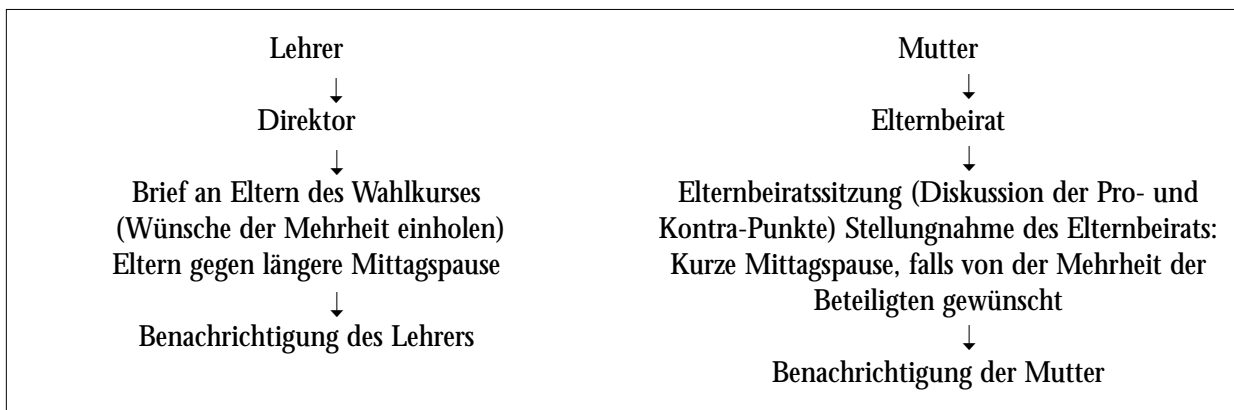 Lehrer
↓
Direktor
↓
Brief an Eltern des Wahlkurses
(Wünsche der Mehrheit einholen)
Eltern gegen längere Mittagspause
↓
Benachrichtigung des Lehrers
Mutter
↓
Elternbeirat
↓
Elternbeiratssitzung (Diskussion der Pro- und
Kontra-Punkte) Stellungnahme des Elternbeirats:
Kurze Mittagspause, falls von der Mehrheit der
Beteiligten gewünscht
↓
Benachrichtigung der Mutter